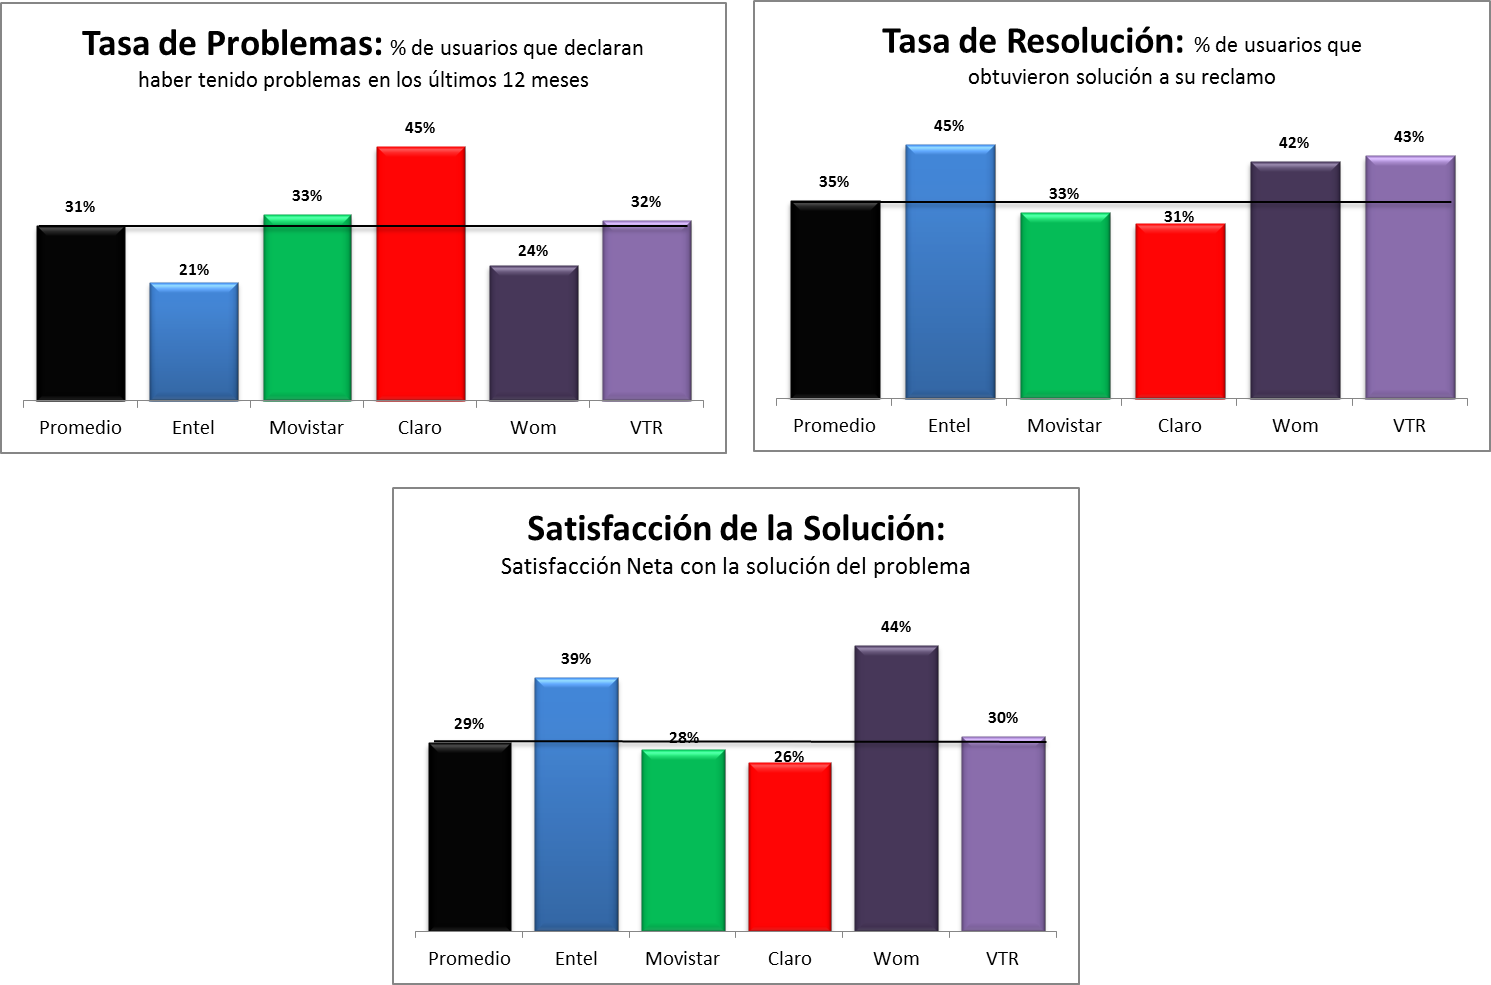 Tasa de Problemas: % de usuarios que declaran
haber tenido problemas en los últimos 12 meses
45%
31%
33%
32%
21%
24%
Promedio Entel Movistar Claro Wom VTR
Tasa de Resolución: % de usuarios que
obtuvieron solución a su reclamo
45%
42%
43%
35%
33%
31%
Promedio Entel Movistar Claro Wom VTR
Satisfacción de la Solución:
Satisfacción Neta con la solución del problema
44%
39%
29%
28%
30%
26%
Promedio Entel Movistar Claro Wom VTR